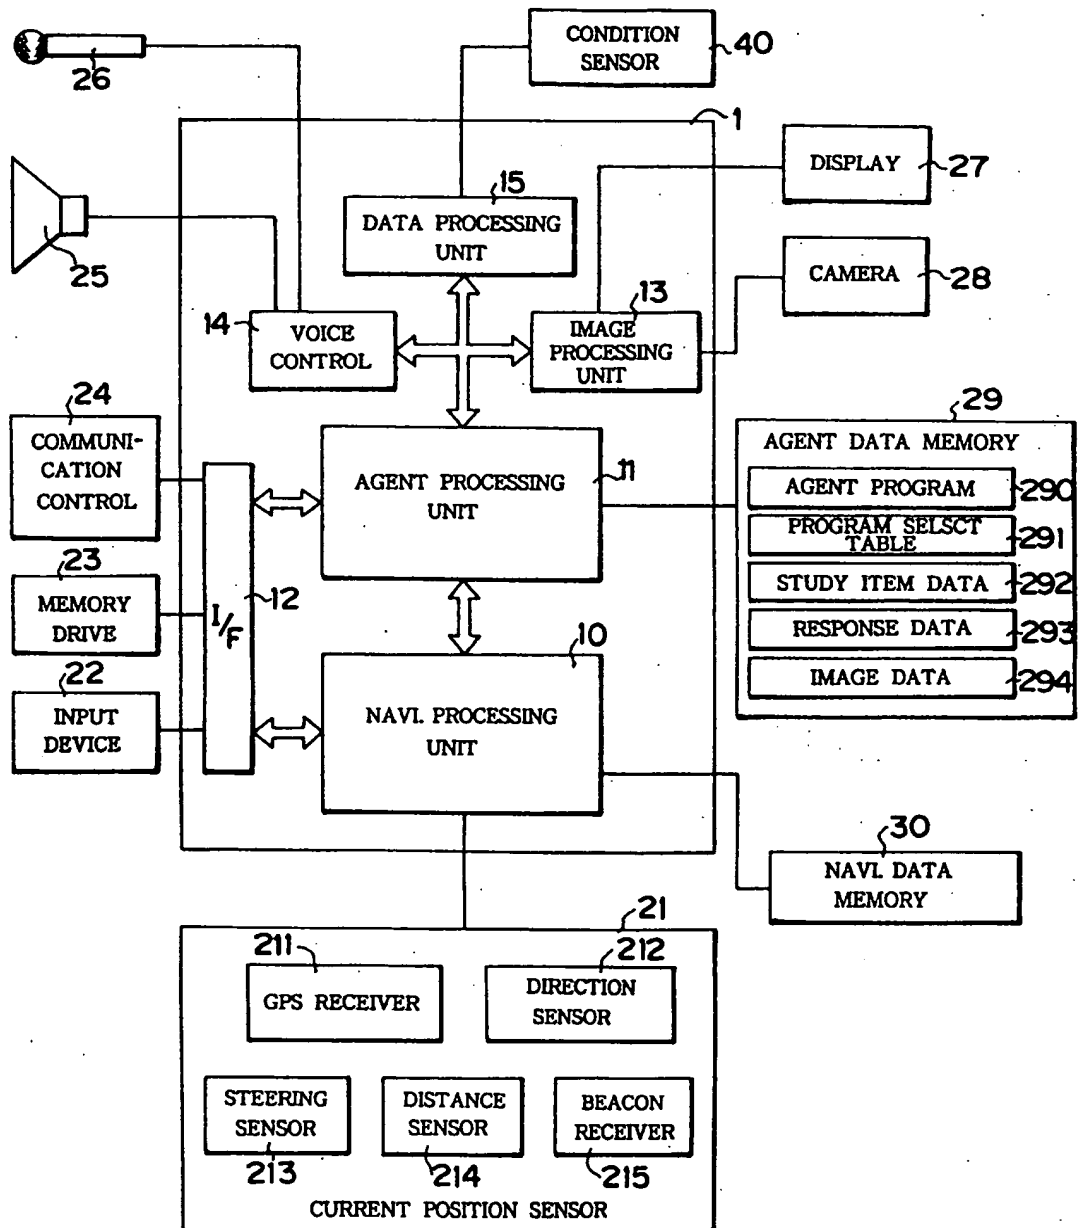 CONDITION
SENSOR
40
26
1
DISPLAY
27
15
DATA PROCESSING
UNIT
25
CAMERA
28
14
VOICE
CONTROL
13
IMAGE
PROCESSING
UNIT
24
COMMUNI-
CATION
CONTROL
29
AGENT DATA MEMORY
AGENT PROGRAM
290
PROGRAM SELSCT
TABLE
291
STUDY ITEM DATA
292
RESPONSE DATA
293
IMAGE DATA
294
AGENT PROCESSING
UNIT
11
23
MEMORY
DRIVE
I/F
12
22
INPUT
DEVICE
10
NAVI. PROCESSING
UNIT
30
NAVI. DATA
MEMORY
21
211
GPS RECEIVER
212
DIRECTION
SENSOR
STEERING
SENSOR
213
DISTANCE
SENSOR
214
BEACON
RECEIVER
215
CURRENT POSITION SENSOR